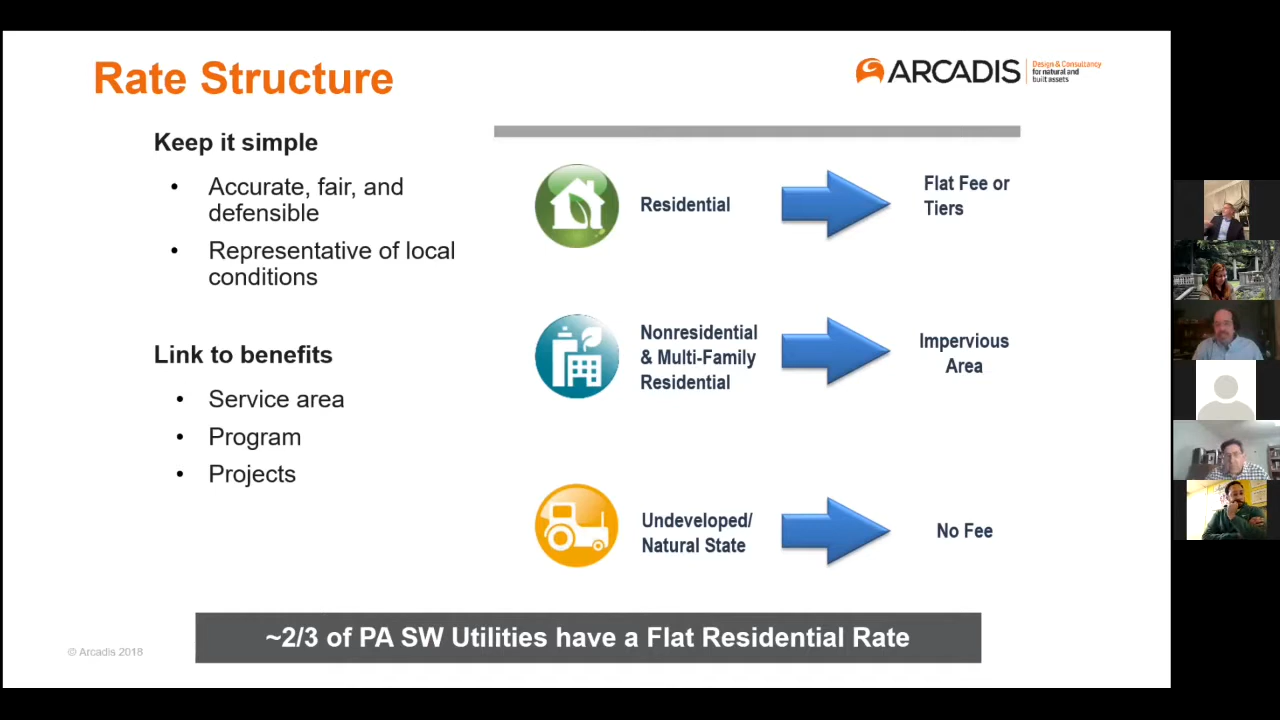 Rate Structure
ARCADIS
Design & Consultancy
for natural and
built assets
Keep it simple
• Accurate, fair, and
defensible
• Representative of local
conditions
Link to benefits
• Service area
• Program
• Projects
Residential
Flat Fee or
Tiers
Nonresidential
& Multi-Family
Residential
Impervious
Area
Undeveloped/
Natural State
No Fee
~2/3 of PA SW Utilities have a Flat Residential Rate
© Arcadis 2018